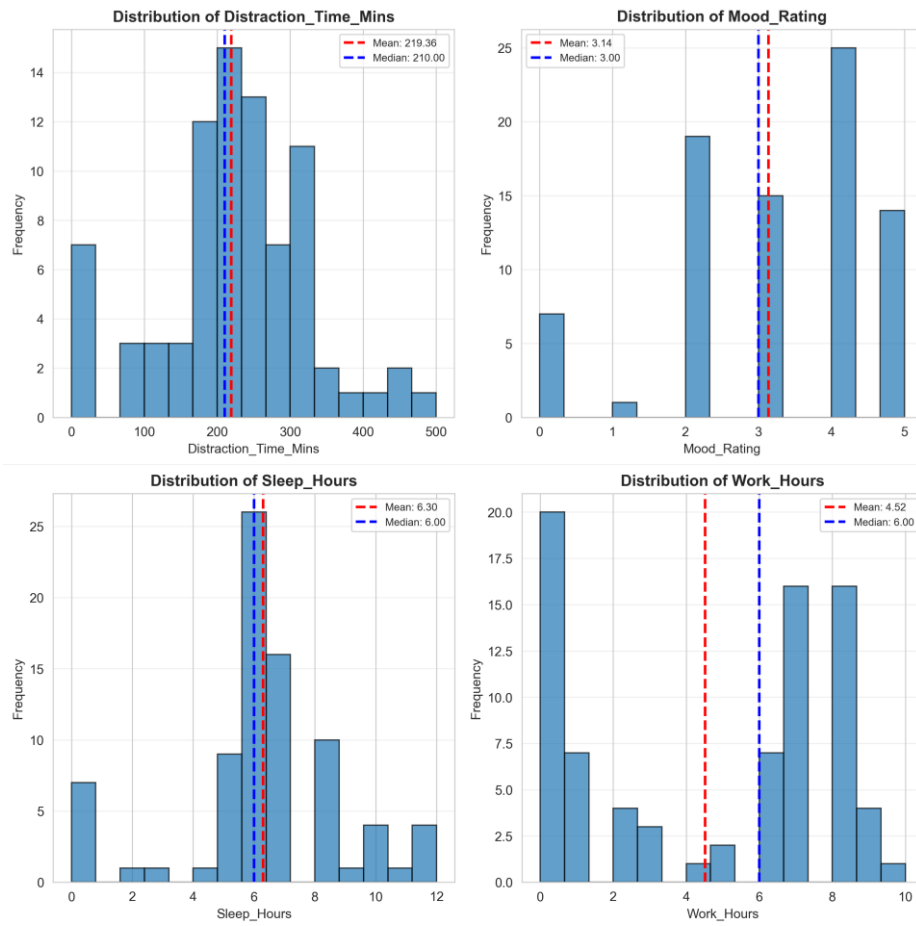 Distribution of Distraction_Time_Mins
Mean: 219.36
Median: 210.00
14
12
10
8
6
4
2
0
Frequency
0 100 200 300 400 500
Distraction_Time_Mins
Distribution of Mood_Rating
Mean: 3.14
Median: 3.00
25
20
15
10
5
0
Frequency
0 1 2 3 4 5
Mood_Rating
Distribution of Sleep_Hours
Mean: 6.30
Median: 6.00
25
20
15
10
5
0
Frequency
0 2 4 6 8 10 12
Sleep_Hours
Distribution of Work_Hours
Mean: 4.52
Median: 6.00
20.0
17.5
15.0
12.5
10.0
7.5
5.0
2.5
0.0
Frequency
0 2 4 6 8 10
Work_Hours